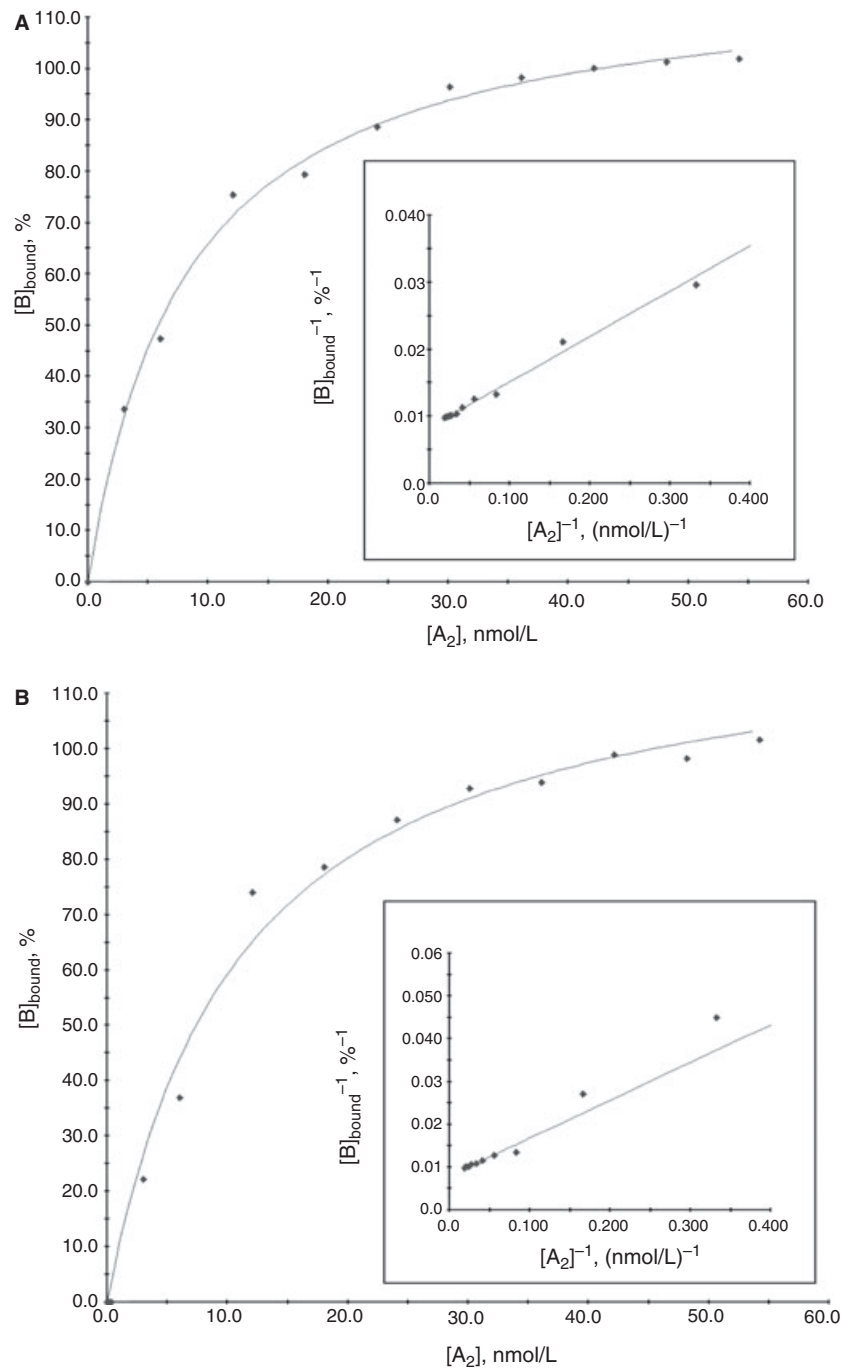 A
110.0
100.0
90.0
80.0
70.0
60.0
50.0
40.0
30.0
20.0
10.0
0.0
[B]bound, %
0.0 10.0 20.0 30.0 40.0 50.0 60.0
[A2], nmol/L
0.040
0.03
0.02
0.01
0.0
[B]bound−1, %−1
0.0 0.100 0.200 0.300 0.400
[A2]−1, (nmol/L)−1
B
110.0
100.0
90.0
80.0
70.0
60.0
50.0
40.0
30.0
20.0
10.0
0.0
[B]bound, %
0.0 10.0 20.0 30.0 40.0 50.0 60.0
[A2], nmol/L
0.06
0.050
0.04
0.03
0.02
0.01
0.0
[B]bound−1, %−1
0.0 0.100 0.200 0.300 0.400
[A2]−1, (nmol/L)−1